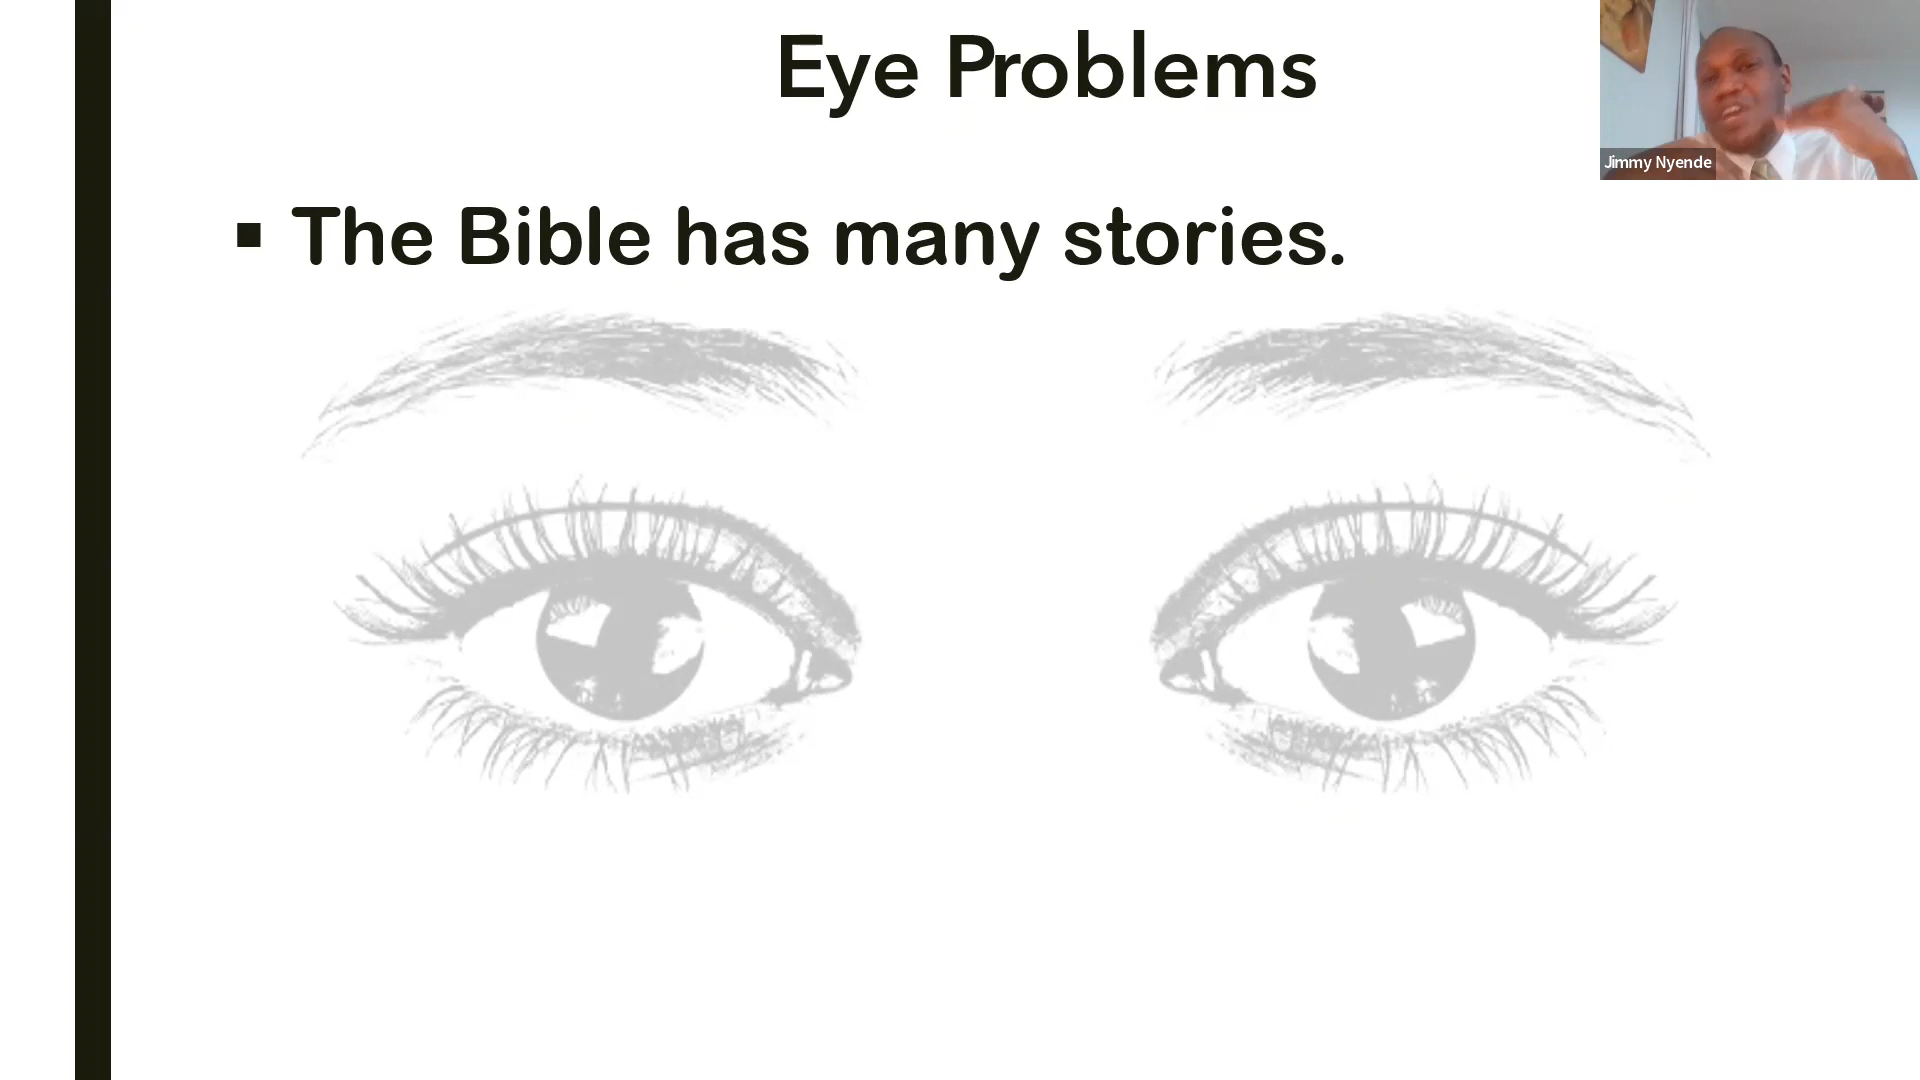 Eye Problems
Jimmy Nyende
▪ The Bible has many stories.